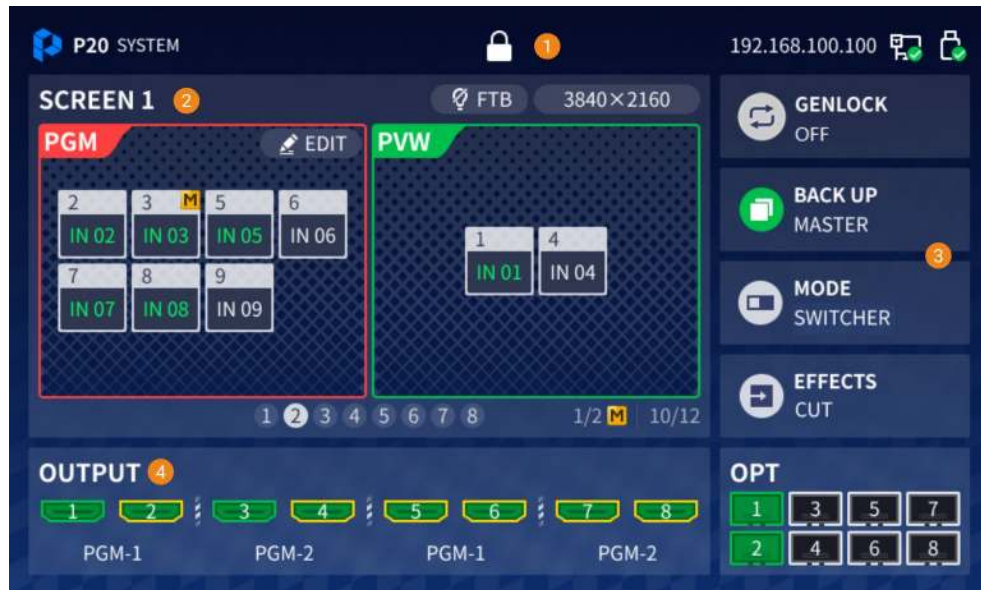 P20 SYSTEM
1
192.168.100.100
SCREEN 1 2
FTB
3840×2160
PGM
EDIT
2 3 M 5 6
IN 02 IN 03 IN 05 IN 06
7 8 9
IN 07 IN 08 IN 09
PVW
1 4
IN 01 IN 04
1 2 3 4 5 6 7 8
1/2 M 10/12
GENLOCK
OFF
BACK UP
MASTER
3
MODE
SWITCHER
EFFECTS
CUT
OUTPUT 4
1 2 3 4 5 6 7 8
PGM-1 PGM-2 PGM-1 PGM-2
OPT
1 3 5 7
2 4 6 8